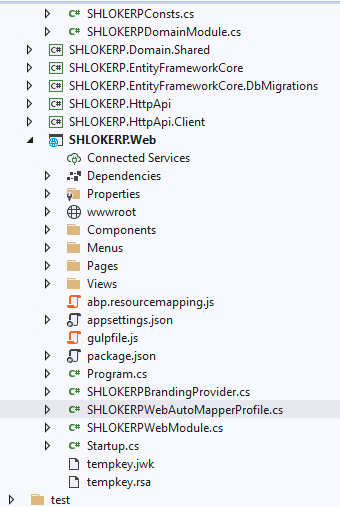 SHLOKERPConsts.cs
SHLOKERPDomainModule.cs
SHLOKERP.Domain.Shared
SHLOKERP.EntityFrameworkCore
SHLOKERP.EntityFrameworkCore.DbMigrations
SHLOKERP.HttpApi
SHLOKERP.HttpApi.Client
SHLOKERP.Web
Connected Services
Dependencies
Properties
wwwroot
Components
Menus
Pages
Views
abp.resourcemapping.js
appsettings.json
gulpfile.js
package.json
Program.cs
SHLOKERPBrandingProvider.cs
SHLOKERPWebAutoMapperProfile.cs
SHLOKERPWebModule.cs
Startup.cs
tempkey.jwk
tempkey.rsa
test